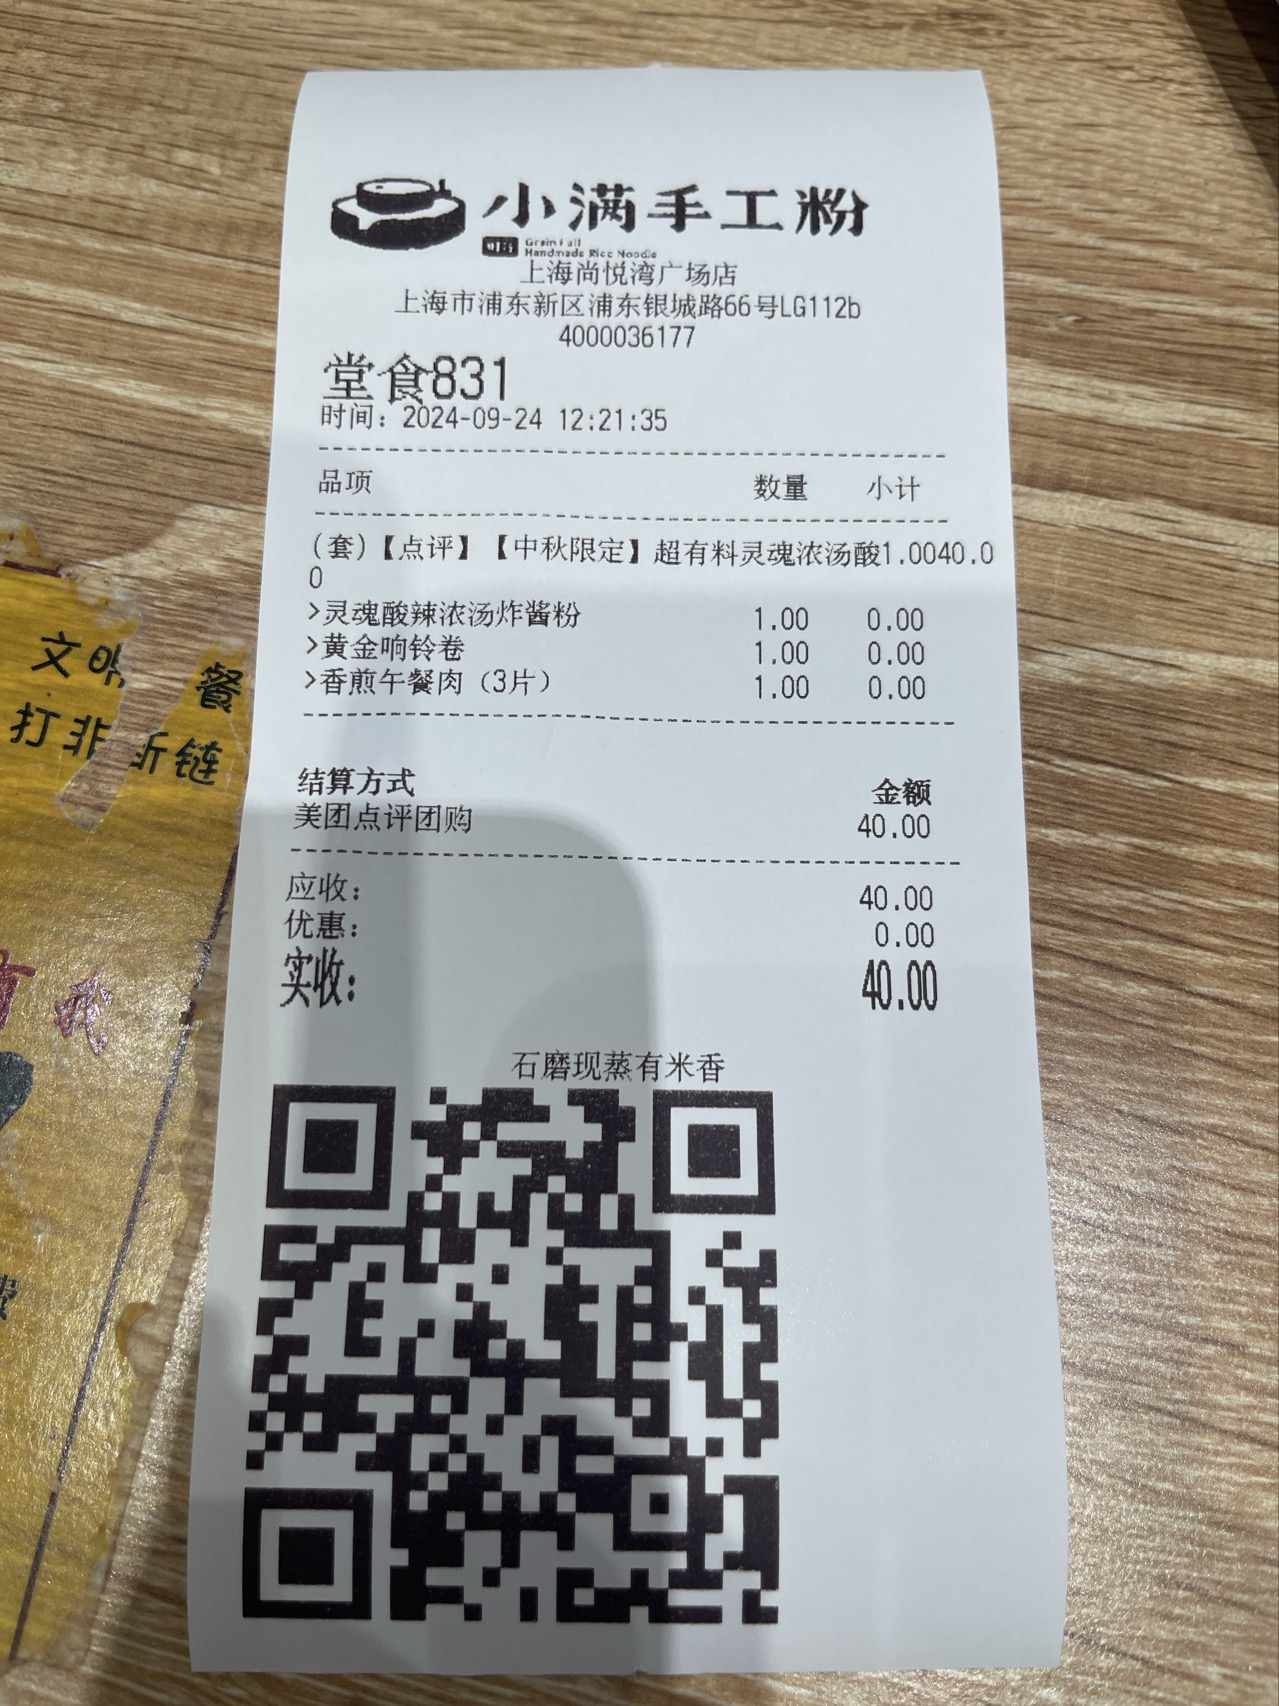 小满手工粉
Grain Full
Handmade Rice Noodle
上海尚悦湾广场店
上海市浦东新区浦东银城路66号LG112b
4000036177
堂食831
时间：2024-09-24 12:21:35
品项 数量 小计
（套）【点评】【中秋限定】超有料灵魂浓汤酸1.0040.0
0
>灵魂酸辣浓汤炸酱粉 1.00 0.00
>黄金响铃卷 1.00 0.00
>香煎午餐肉（3片） 1.00 0.00
结算方式 金额
美团点评团购 40.00
应收： 40.00
优惠： 0.00
实收： 40.00
石磨现蒸有米香
文 餐
打非 链
我